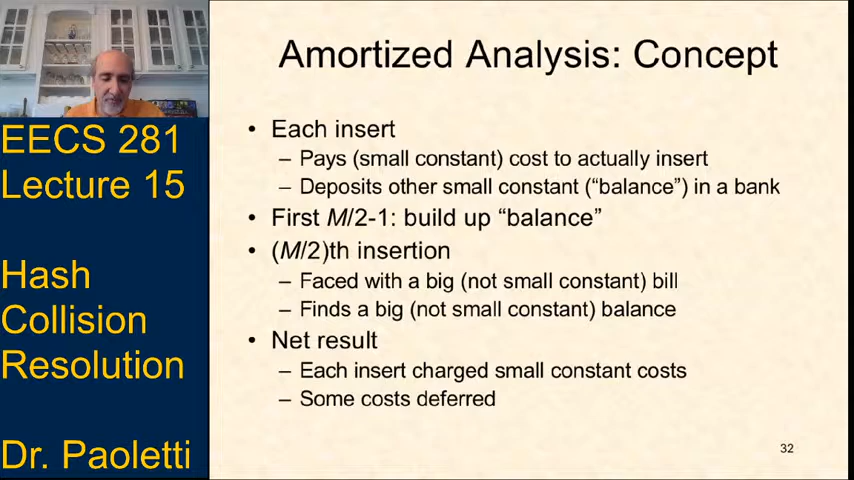 EECS 281
Lecture 15
Hash
Collision
Resolution
Dr. Paoletti
Amortized Analysis: Concept
• Each insert
– Pays (small constant) cost to actually insert
– Deposits other small constant (“balance”) in a bank
• First M/2-1: build up “balance”
• (M/2)th insertion
– Faced with a big (not small constant) bill
– Finds a big (not small constant) balance
• Net result
– Each insert charged small constant costs
– Some costs deferred
32